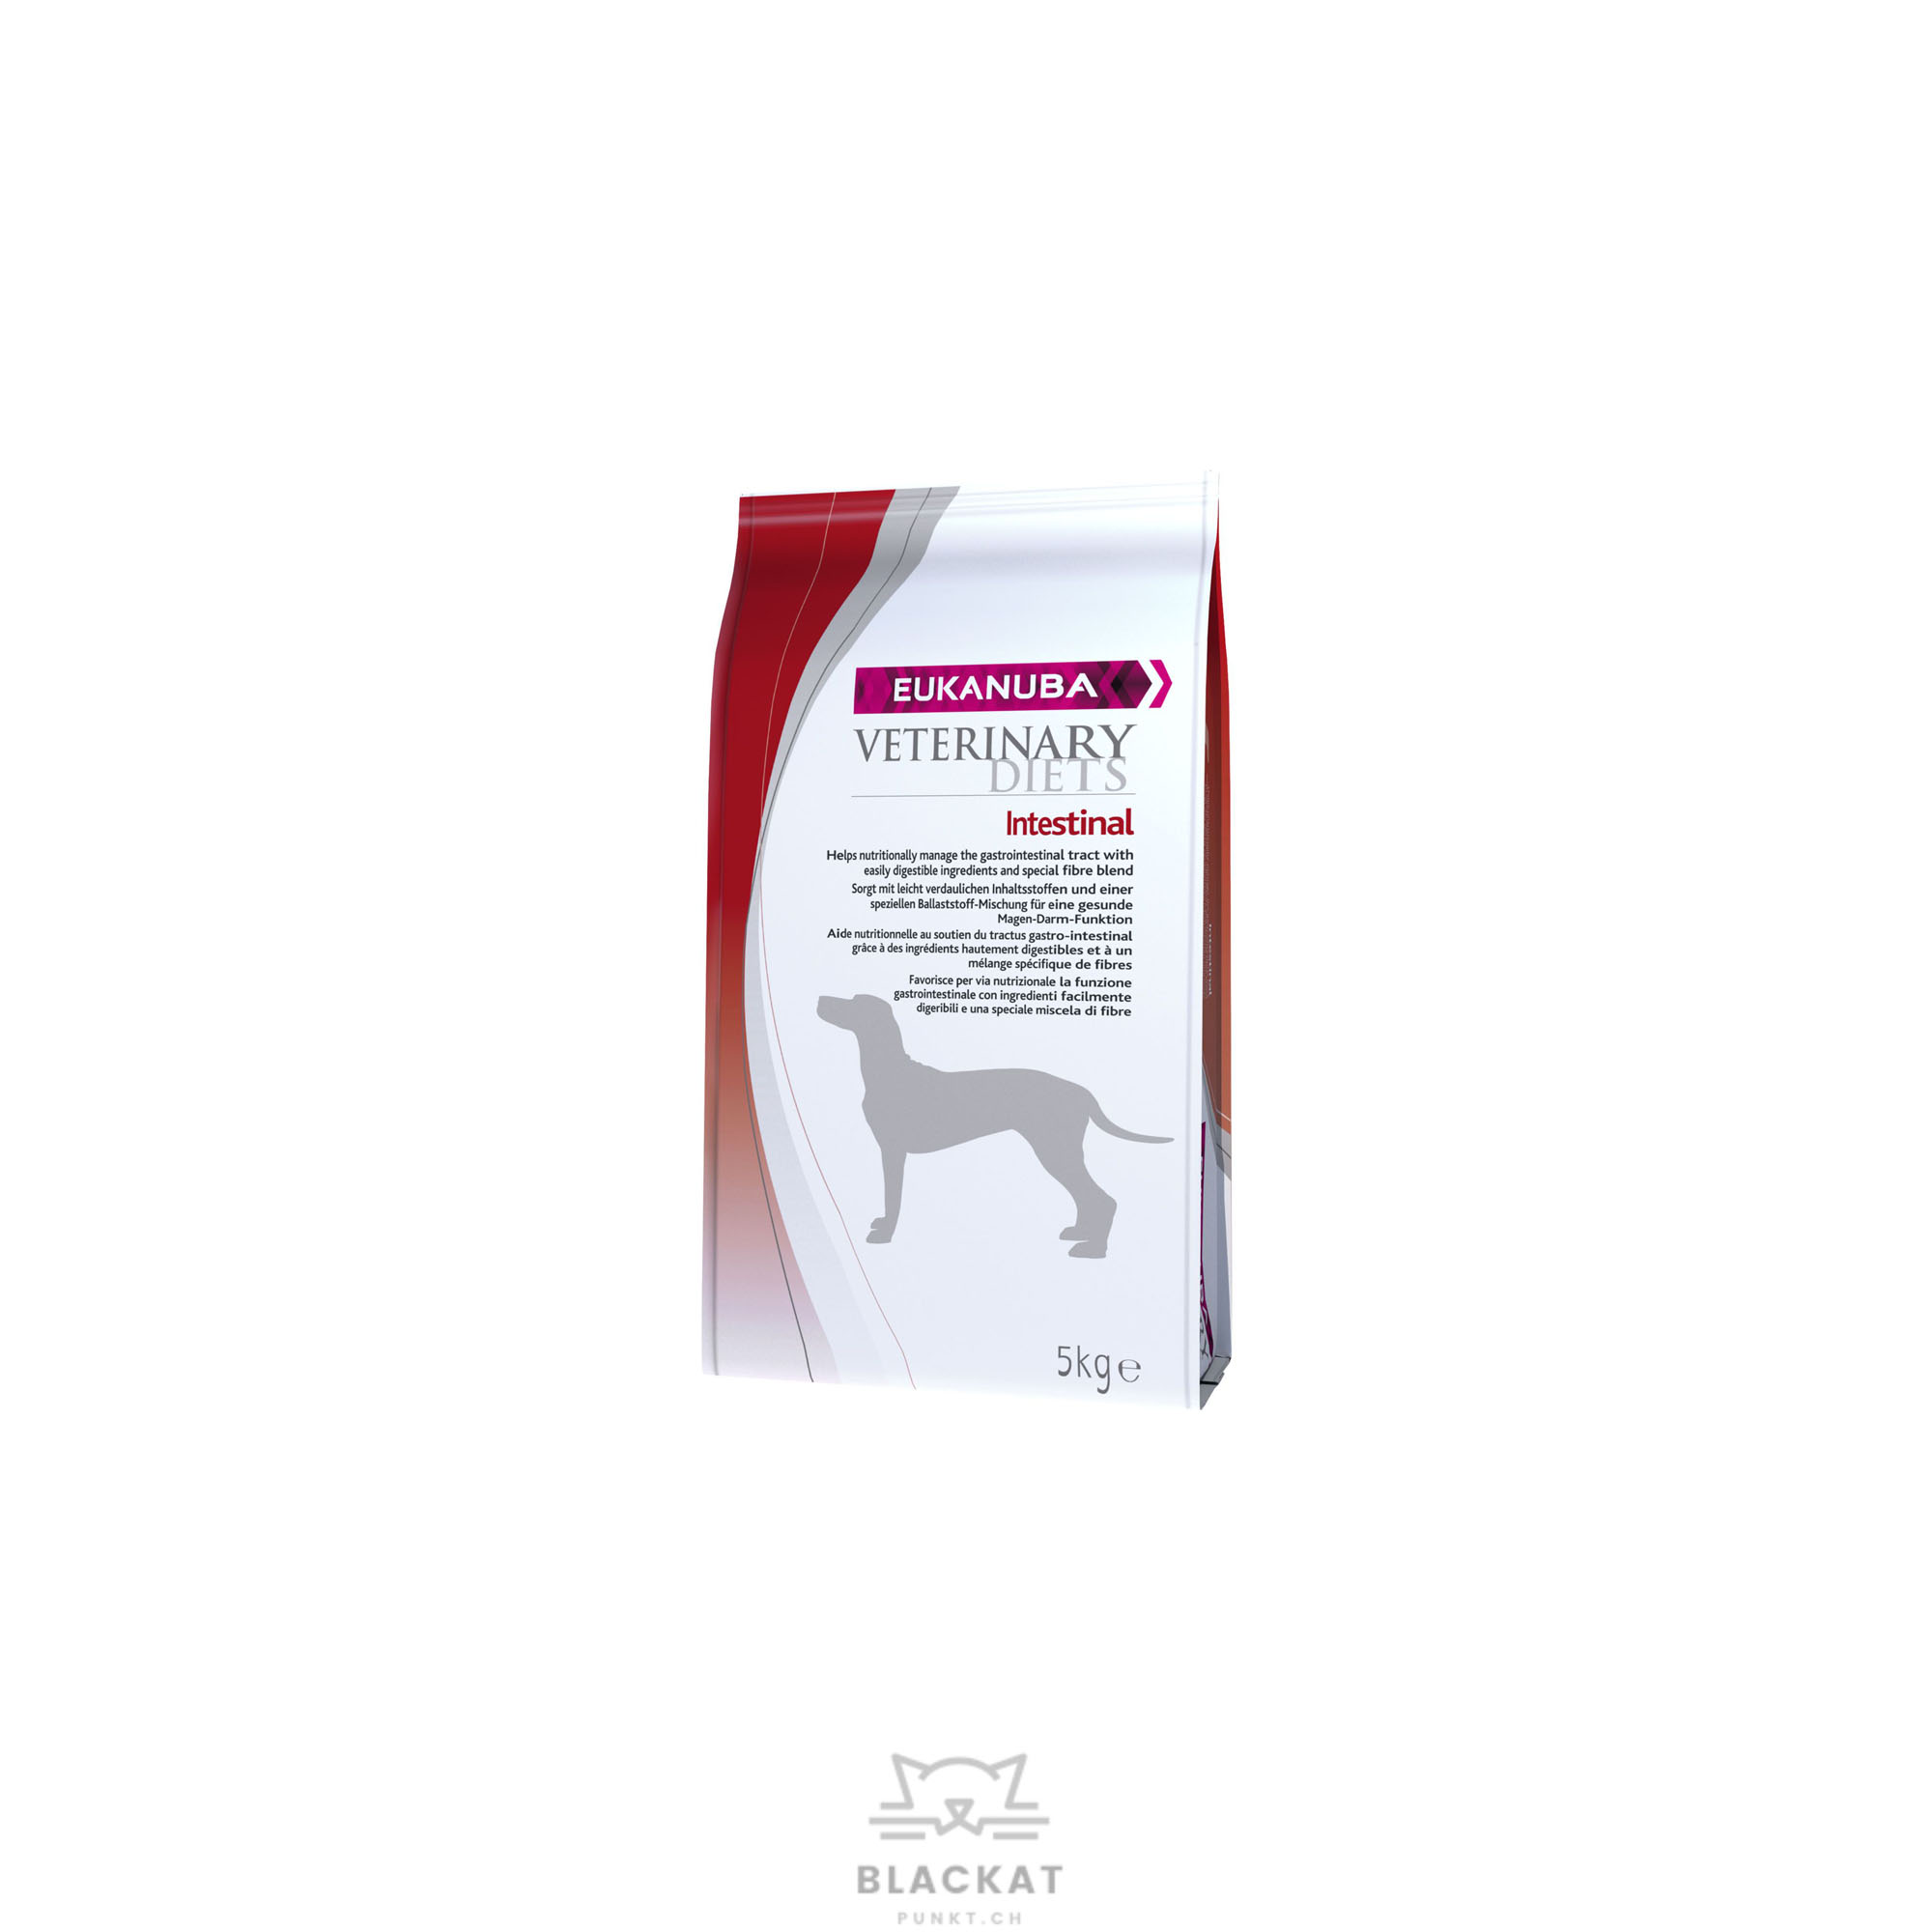 EUKANUBA
VETERINARY
DIETS
Intestinal
Helps nutritionally manage the gastrointestinal tract with
easily digestible ingredients and special fibre blend
Sorgt mit leicht verdaulichen Inhaltsstoffen und einer
speziellen Ballaststoff-Mischung für eine gesunde
Magen-Darm-Funktion
Aide nutritionnelle au soutien du tractus gastro-intestinal
grâce à des ingrédients hautement digestibles et à un
mélange spécifique de fibres
Favorisce per via nutrizionale la funzione
gastrointestinale con ingredienti facilmente
digeribili e una speciale miscela di fibre
5kg℮
BLACKAT
PUNKT.CH